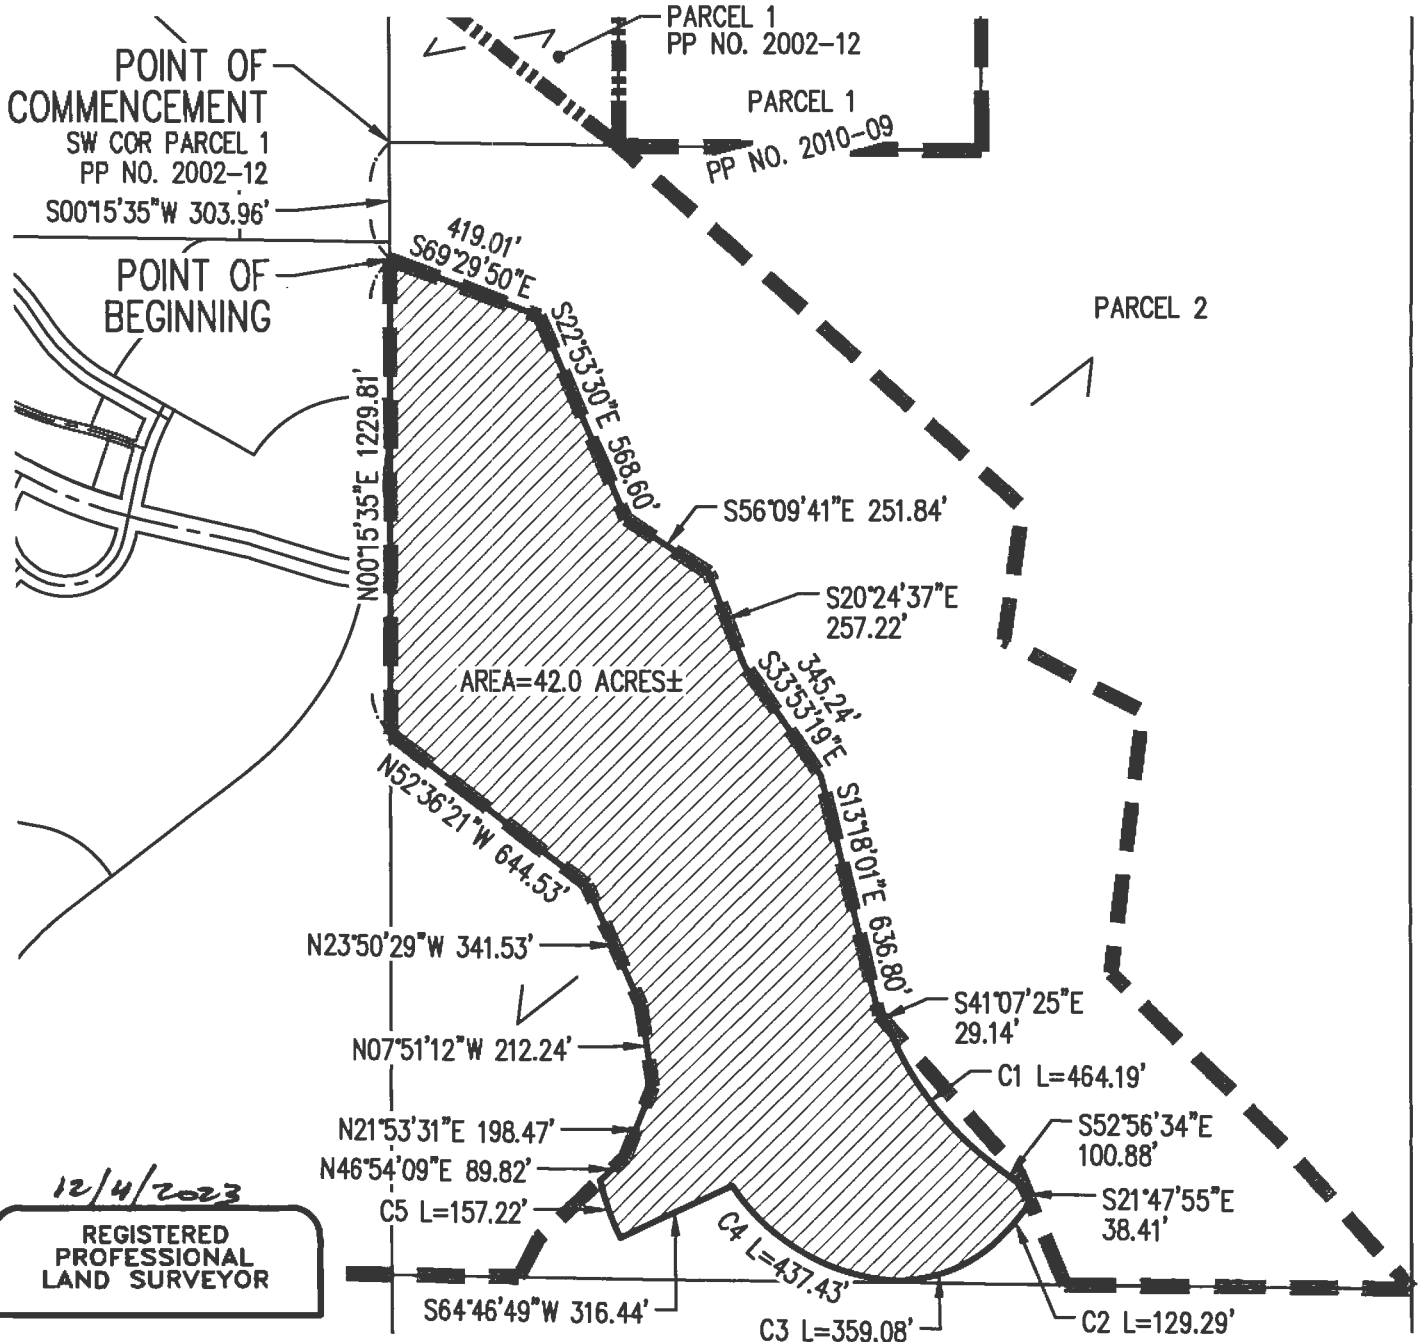 PARCEL 1
PP NO. 2002-12
POINT OF
COMMENCEMENT
SW COR PARCEL 1
PP NO. 2002-12
S00°15'35"W 303.96'
PARCEL 1
PP NO. 2010-09
POINT OF
BEGINNING
419.01'
S69°29'50"E
PARCEL 2
S22°53'30"E 568.60'
N00°15'35"E 1229.81'
S56°09'41"E 251.84'
S20°24'37"E
257.22'
345.24'
S33°53'19"E
AREA=42.0 ACRES±
N52°36'21"W 644.53'
S13°18'01"E 636.80'
N23°50'29"W 341.53'
S41°07'25"E
29.14'
N07°51'12"W 212.24'
C1 L=464.19'
N21°53'31"E 198.47'
S52°56'34"E
100.88'
N46°54'09"E 89.82'
C5 L=157.22'
S21°47'55"E
38.41'
12/4/2023
REGISTERED
PROFESSIONAL
LAND SURVEYOR
C4 L=437.43'
S64°46'49"W 316.44'
C3 L=359.08'
C2 L=129.29'